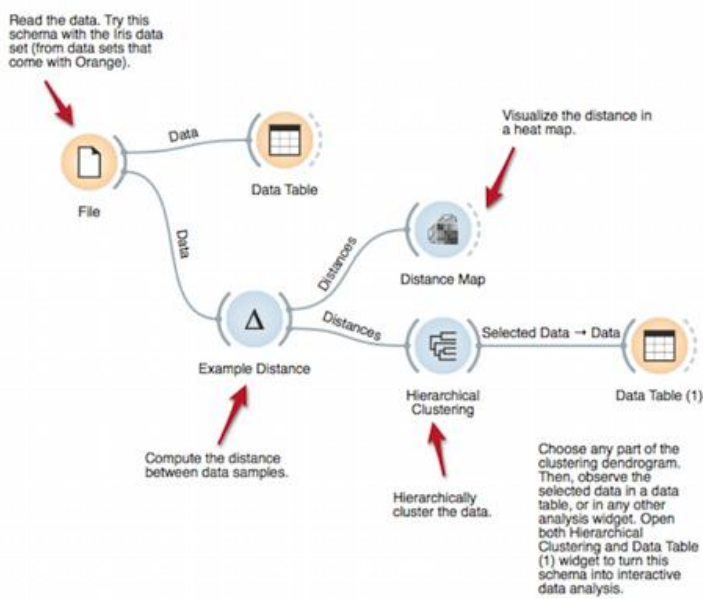 Read the data. Try this
schema with the Iris data
set (from data sets that
come with Orange).
Visualize the distance in
a heat map.
Data
Data Table
File
Data
Distances
Distance Map
Distances
Selected Data → Data
Δ
Example Distance
Hierarchical
Clustering
Data Table (1)
Compute the distance
between data samples.
Hierarchically
cluster the data.
Choose any part of the
clustering dendrogram.
Then, observe the
selected data in a data
table, or in any other
analysis widget. Open
both Hierarchical
Clustering and Data Table
(1) widget to turn this
schema into interactive
data analysis.